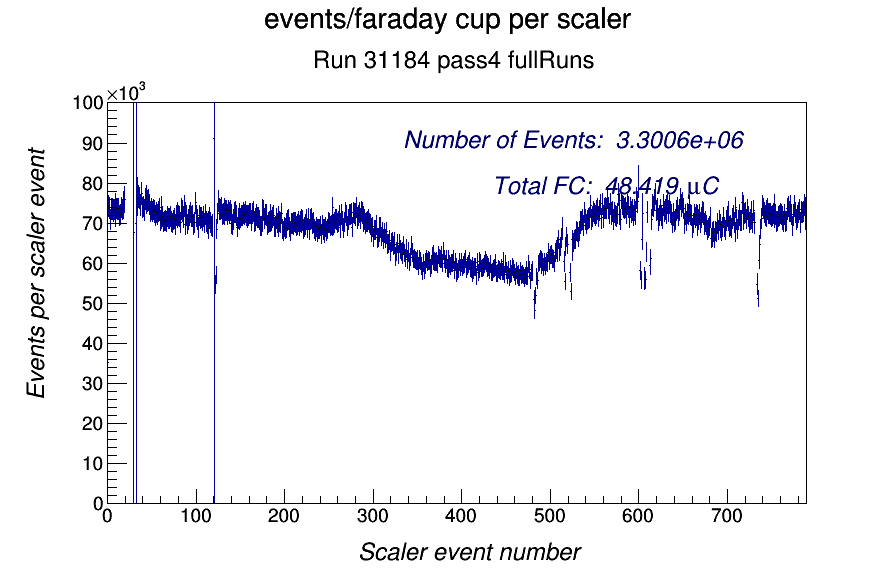 events/faraday cup per scaler
Run 31184 pass4 fullRuns
×10³
100
90
80
70
60
50
40
30
20
10
0
Number of Events: 3.3006e+06
Total FC: 48.419 μC
Events per scaler event
0 100 200 300 400 500 600 700
Scaler event number